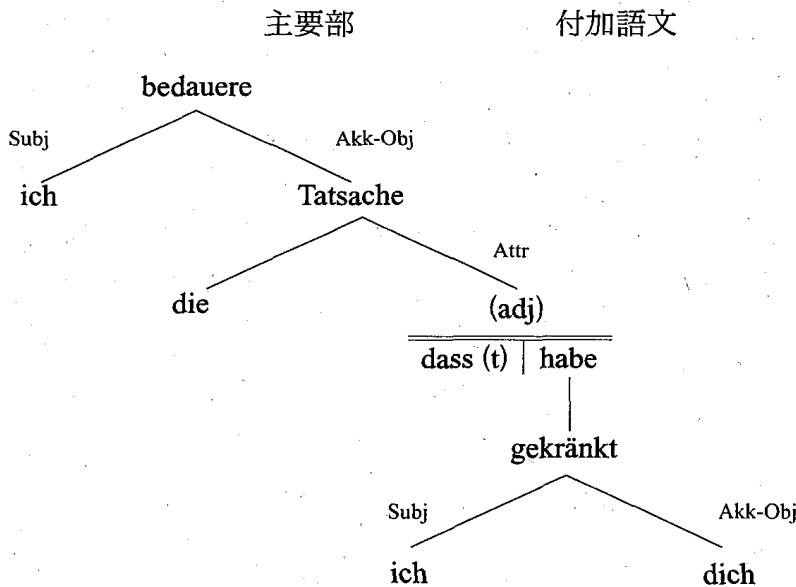 主要部 付加語文
bedauere
Subj Akk-Obj
ich Tatsache
Attr
die (adj)
dass (t) habe
gekränkt
Subj Akk-Obj
ich dich